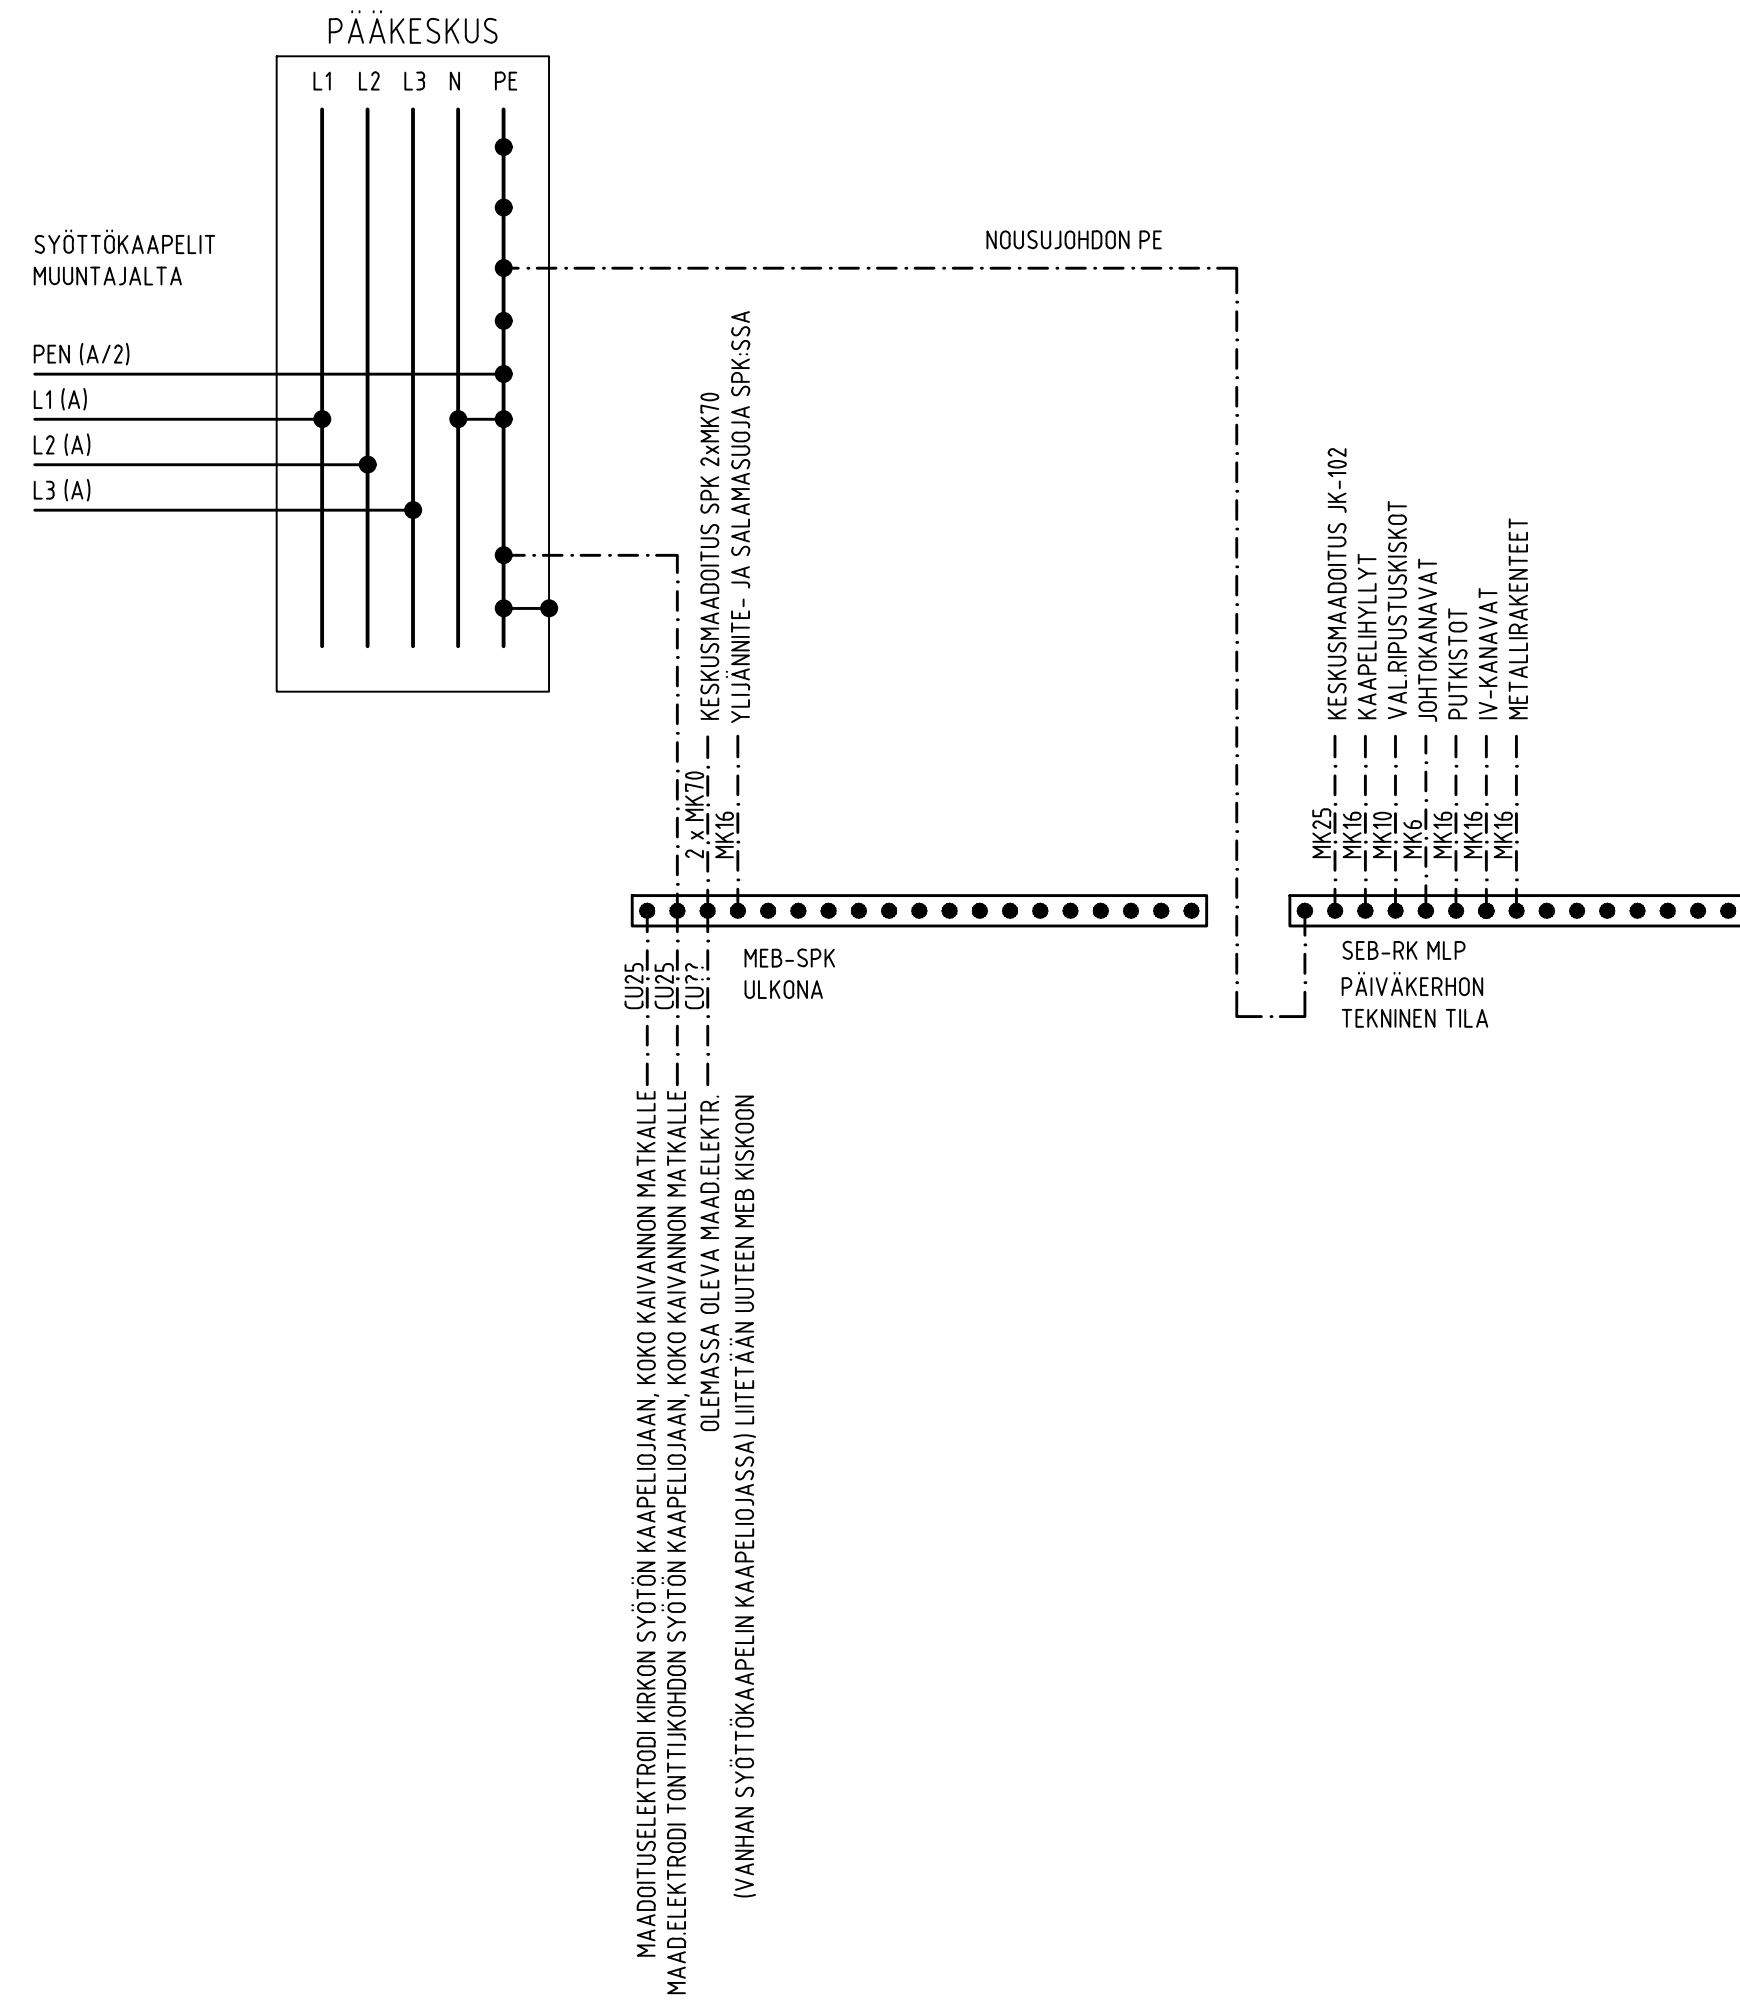 PÄÄKESKUS
L1 L2 L3 N PE
SYÖTTÖKAAPELIT
MUUNTAJALTA
PEN (A/2)
L1 (A)
L2 (A)
L3 (A)
NOUSUJOHDON PE
KESKUSMAADOITUS SPK 2xMK70
YLIJÄNNITE- JA SALAMASUOJA SPK:SSA
2 x MK70
MK16
KESKUSMAADOITUS JK-102
KAAPELIHYLLYT
VAL.RIPUSTUSKISKOT
JOHTOKANAVAT
PUTKISTOT
IV-KANAVAT
METALLIRAKENTEET
MK25
MK16
MK10
MK6
MK16
MK16
MK16
MEB-SPK
ULKONA
SEB-RK MLP
PÄIVÄKERHON
TEKNINEN TILA
CU25
CU25
CU??
MAADOITUSELEKTRODI KIRKON SYÖTÖN KAAPELIOJAAN, KOKO KAIVANNON MATKALLE
MAAD.ELEKTRODI TONTTIJKOHDON SYÖTÖN KAAPELIOJAAN, KOKO KAIVANNON MATKALLE
OLEMASSA OLEVA MAAD.ELEKTR.
(VANHAN SYÖTTÖKAAPELIN KAAPELIOJASSA) LIITETÄÄN UUTEEN MEB KISKOON